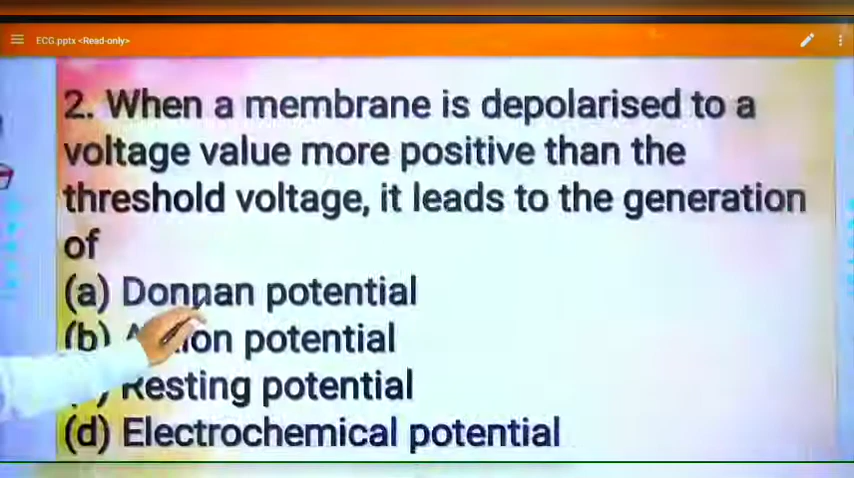 ECG.pptx <Read-only>
2. When a membrane is depolarised to a
voltage value more positive than the
threshold voltage, it leads to the generation
of
(a) Donnan potential
(b) potential
Resting potential
(d) Electrochemical potential